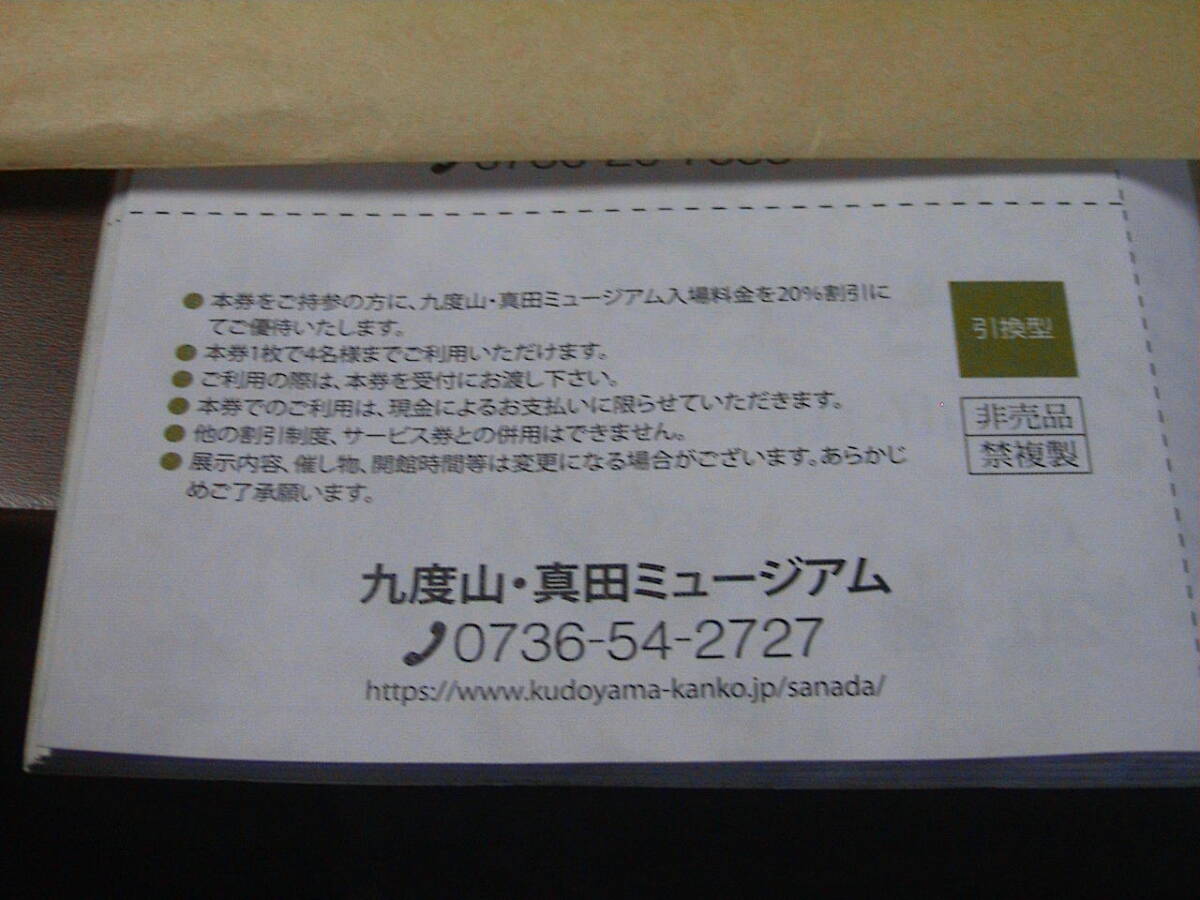 ● 本券をご持参の方に、九度山・真田ミュージアム入場料金を20%割引に
てご優待いたします。
● 本券1枚で4名様までご利用いただけます。
● ご利用の際は、本券を受付にお渡し下さい。
● 本券でのご利用は、現金によるお支払いに限らせていただきます。
● 他の割引制度、サービス券との併用はできません。
● 展示内容、催し物、開館時間等は変更になる場合がございます。あらかじ
めご了承願います。
引換型
非売品
禁複製
九度山・真田ミュージアム
0736-54-2727
https://www.kudoyama-kanko.jp/sanada/